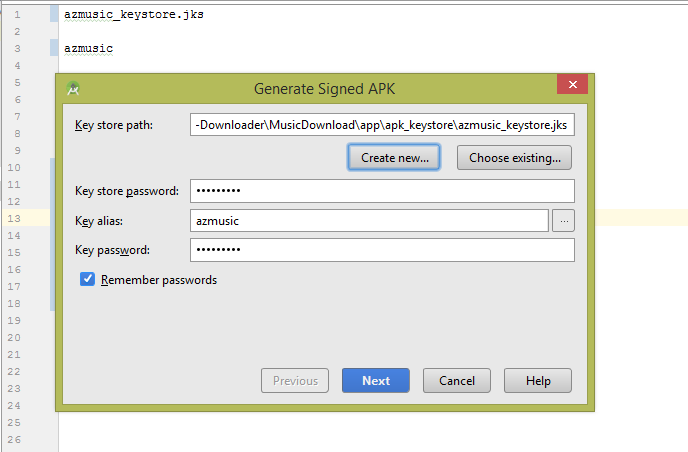 1 azmusic_keystore.jks
2
3 azmusic
4
5
6
7
8
9
10
11
12
13
14
15
16
17
18
19
20
21
22
23
24
25
26
Generate Signed APK
Key store path: -Downloader\MusicDownload\app\apk_keystore\azmusic_keystore.jks
Create new... Choose existing...
Key store password: •••••••••
Key alias: azmusic ...
Key password: •••••••••
Remember passwords
Previous Next Cancel Help